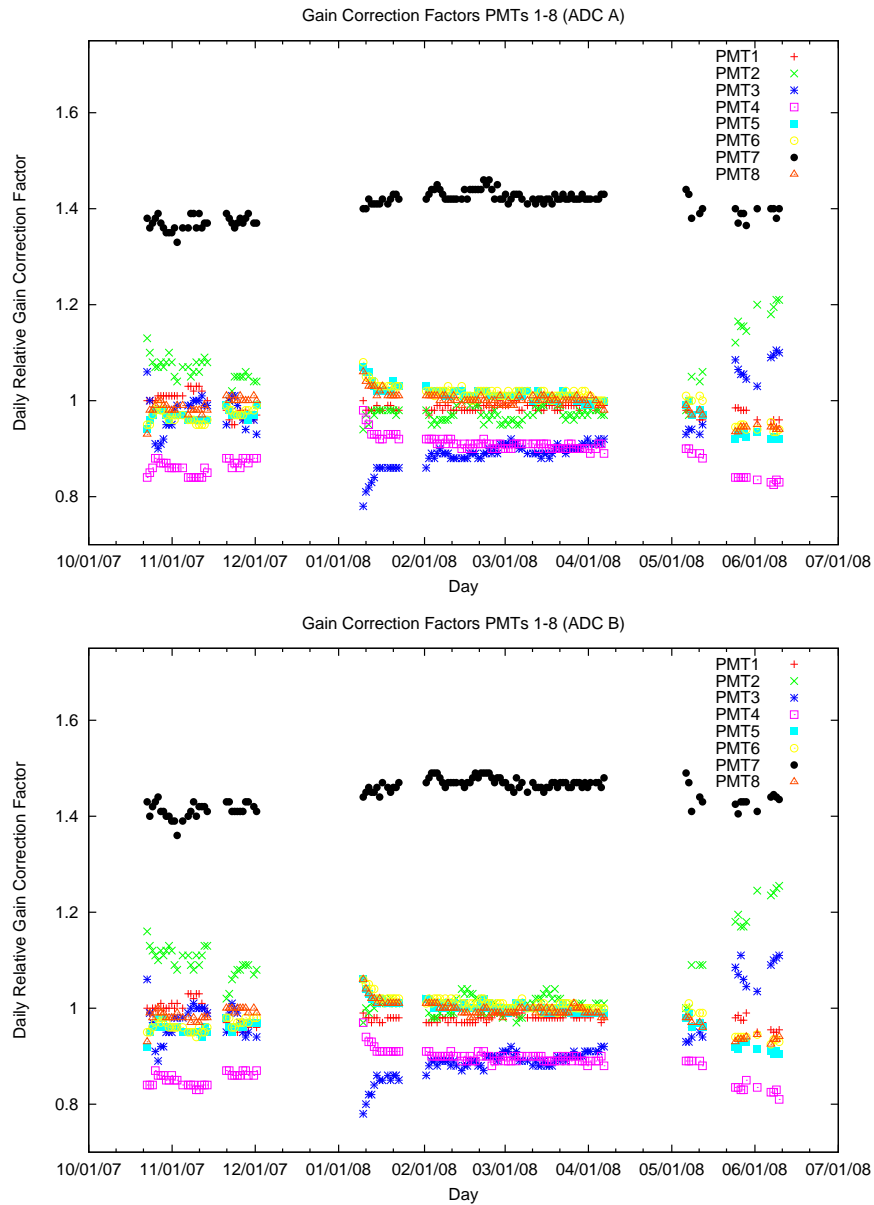 Gain Correction Factors PMTs 1-8 (ADC A)
Daily Relative Gain Correction Factor
1.6
1.4
1.2
1
0.8
PMT1
PMT2
PMT3
PMT4
PMT5
PMT6
PMT7
PMT8
10/01/07 11/01/07 12/01/07 01/01/08 02/01/08 03/01/08 04/01/08 05/01/08 06/01/08 07/01/08
Day
Gain Correction Factors PMTs 1-8 (ADC B)
Daily Relative Gain Correction Factor
1.6
1.4
1.2
1
0.8
PMT1
PMT2
PMT3
PMT4
PMT5
PMT6
PMT7
PMT8
10/01/07 11/01/07 12/01/07 01/01/08 02/01/08 03/01/08 04/01/08 05/01/08 06/01/08 07/01/08
Day